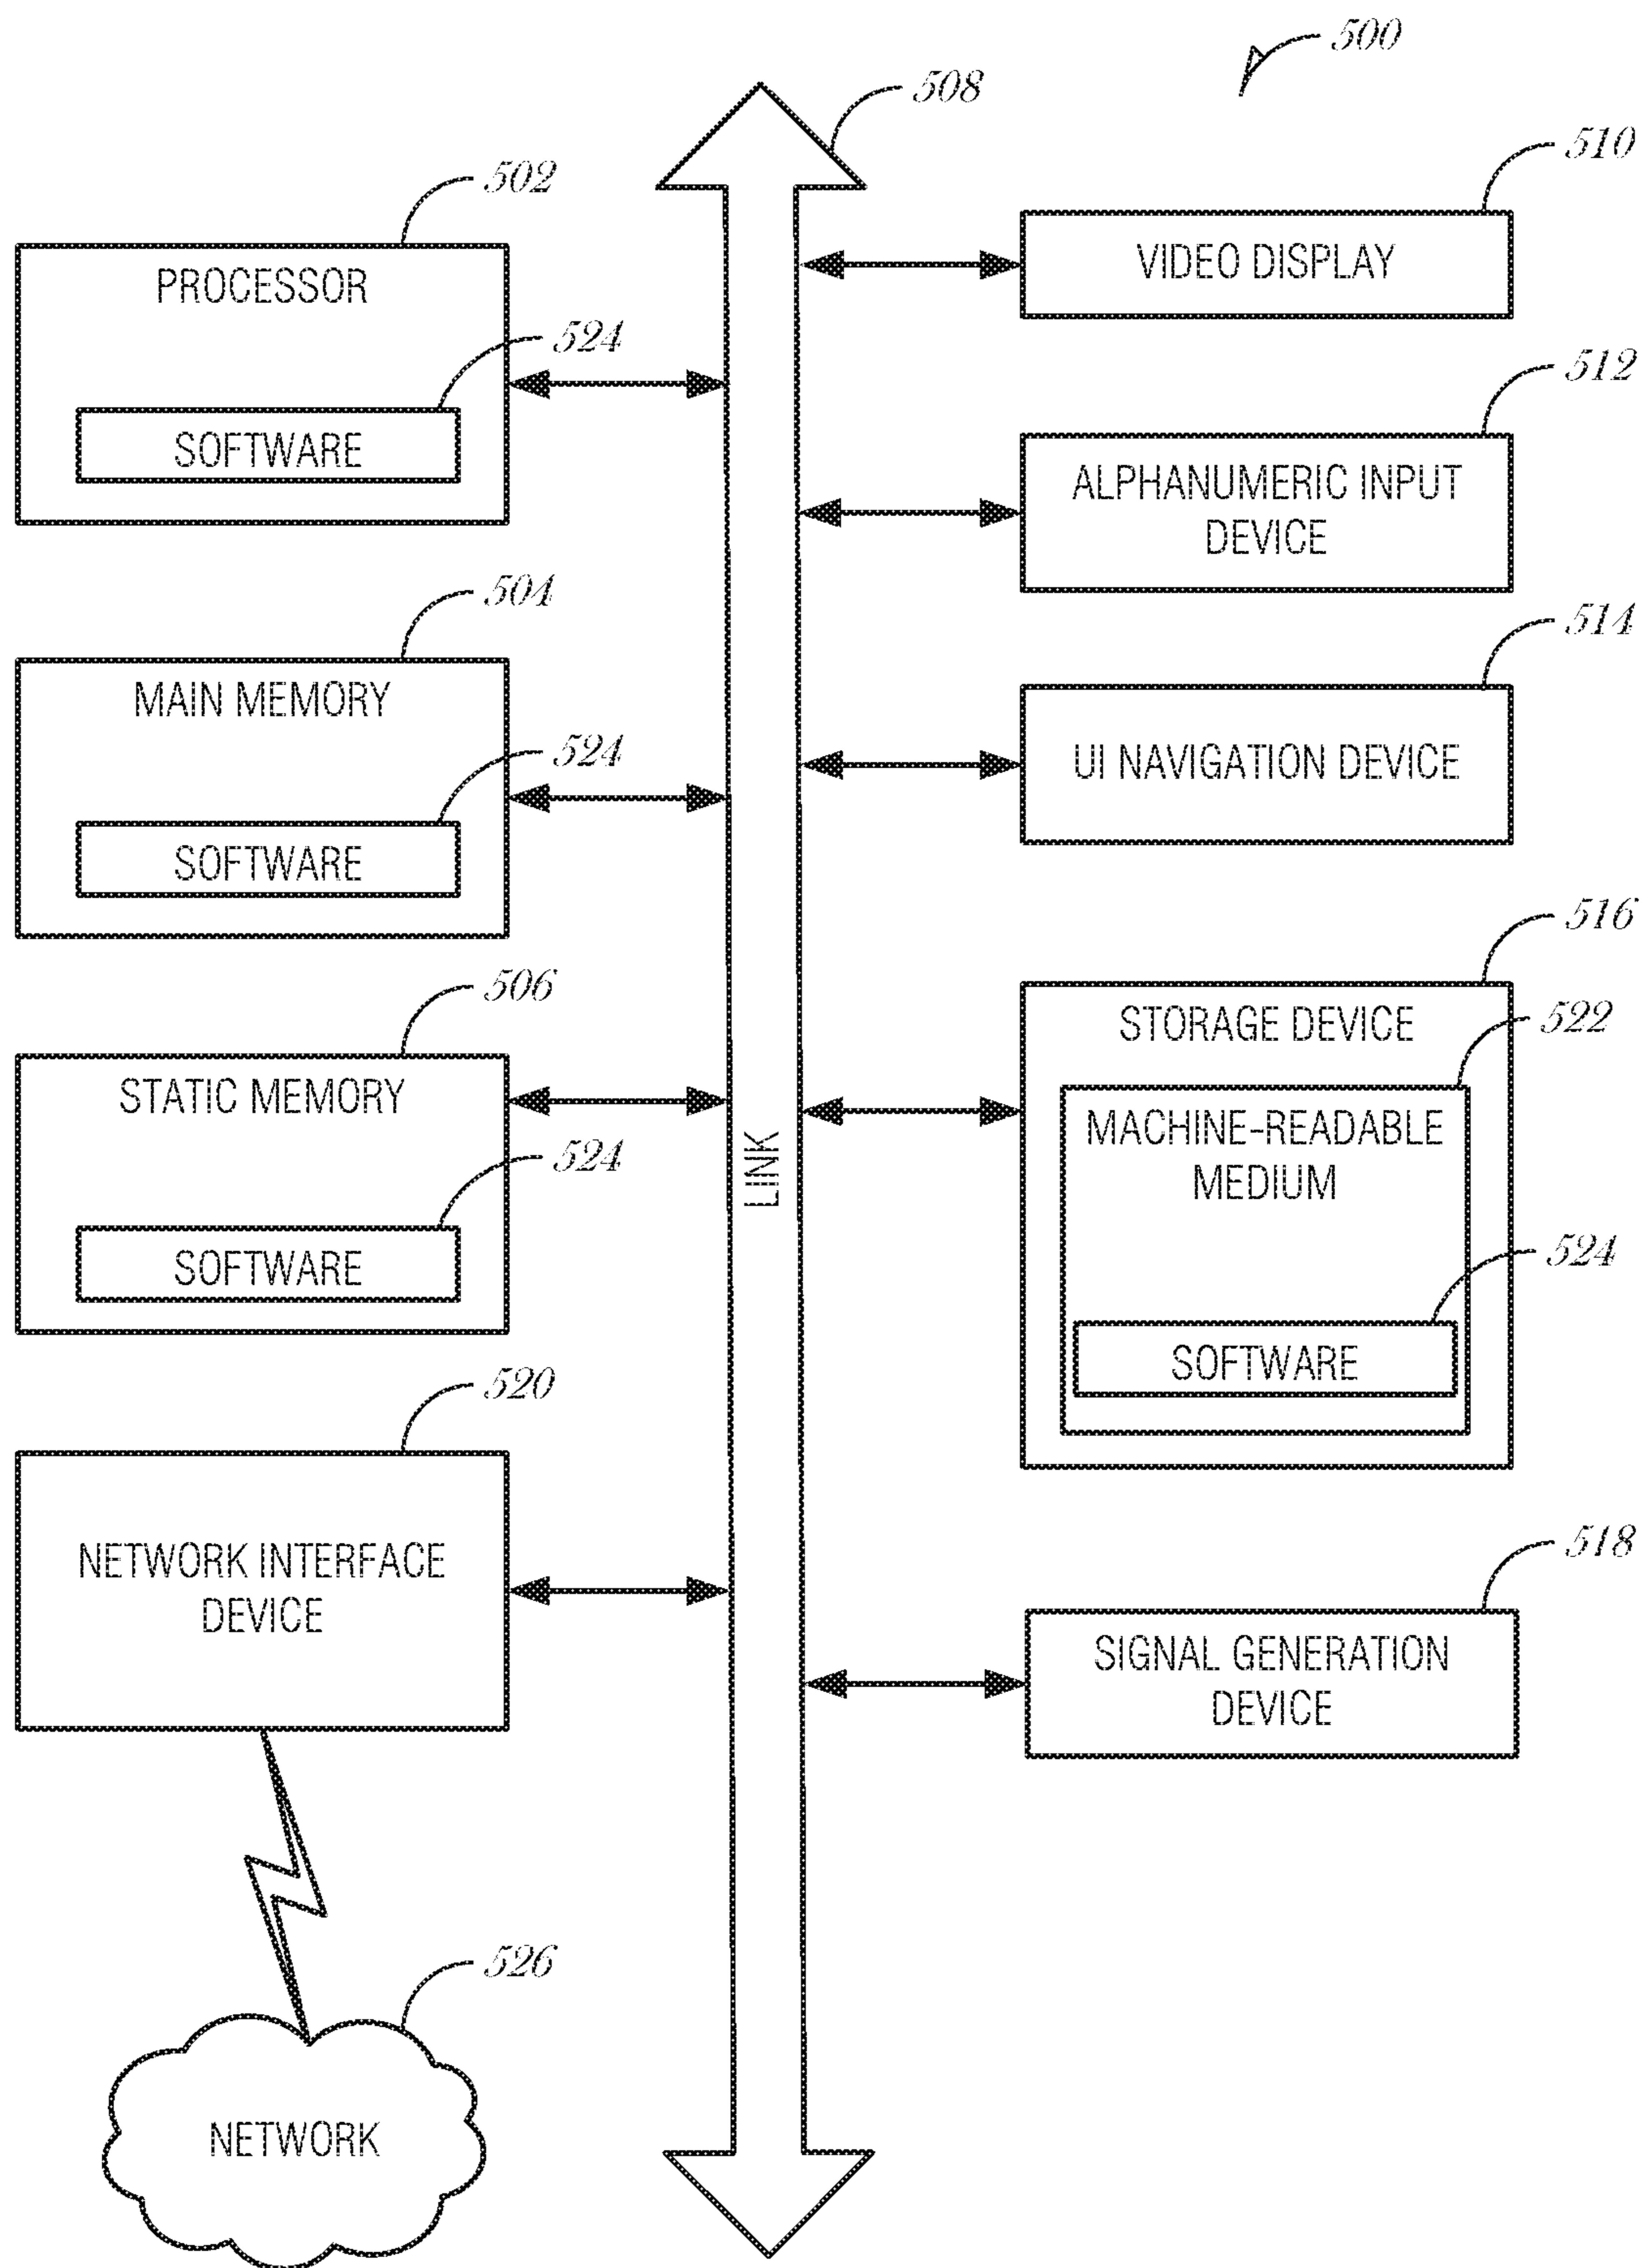 500
508
502
PROCESSOR
524
SOFTWARE
504
MAIN MEMORY
524
SOFTWARE
506
STATIC MEMORY
524
SOFTWARE
520
NETWORK INTERFACE
DEVICE
526
NETWORK
LINK
510
VIDEO DISPLAY
512
ALPHANUMERIC INPUT
DEVICE
514
UI NAVIGATION DEVICE
516
STORAGE DEVICE
522
MACHINE-READABLE
MEDIUM
524
SOFTWARE
518
SIGNAL GENERATION
DEVICE